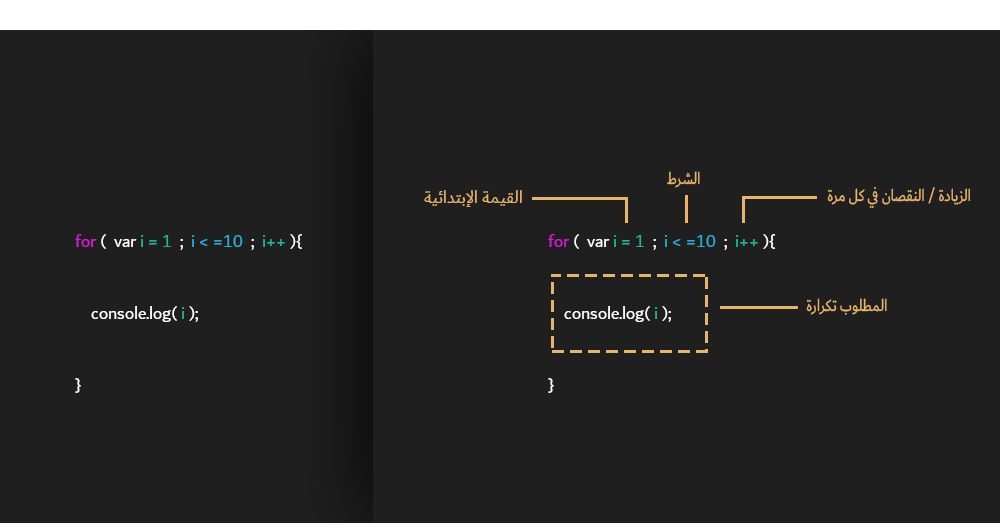 for ( var i = 1 ; i < =10 ; i++ ){
console.log( i );
}
الشرط
القيمة الإبتدائية
الزيادة / النقصان في كل مرة
for ( var i = 1 ; i < =10 ; i++ ){
console.log( i );
المطلوب تكرارة
}